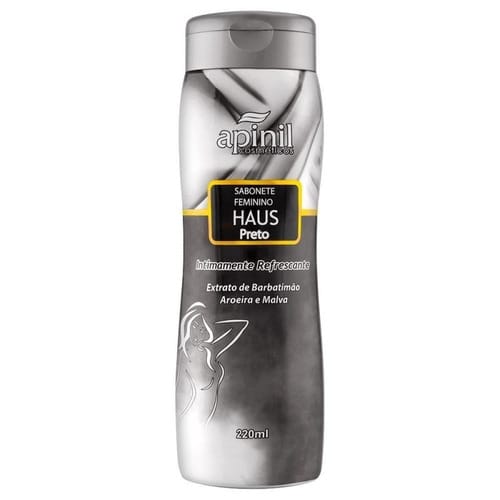 apinil
cosméticos
SABONETE
FEMININO
HAUS
Preto
Intimamente Refrescante
Extrato de Barbatimão
Aroeira e Malva
220ml